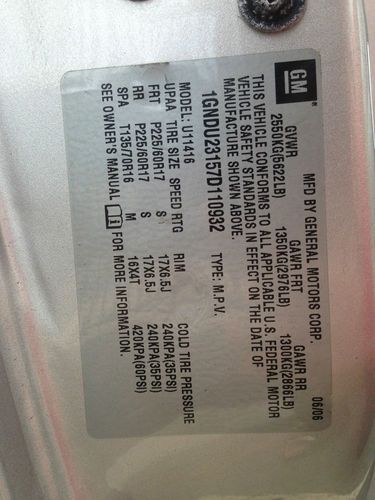 GM®
MFD BY GENERAL MOTORS CORP. 06/06
GVWR GAWR FRT GAWR RR
2550KG(5622LB) 1350KG(2976LB) 1300KG(2866LB)
THIS VEHICLE CONFORMS TO ALL APPLICABLE U.S. FEDERAL MOTOR
VEHICLE SAFETY STANDARDS IN EFFECT ON THE DATE OF
MANUFACTURE SHOWN ABOVE.
1GNDU23157D110932 TYPE: M.P.V.
MODEL: U11416
UPAA TIRE SIZE SPEED RTG RIM COLD TIRE PRESSURE
FRT P225/60R17 S 17X6.5J 240KPA(35PSI)
RR P225/60R17 S 17X6.5J 240KPA(35PSI)
SPA T135/70R16 M 16X4T 420KPA(60PSI)
SEE OWNER'S MANUAL i FOR MORE INFORMATION.